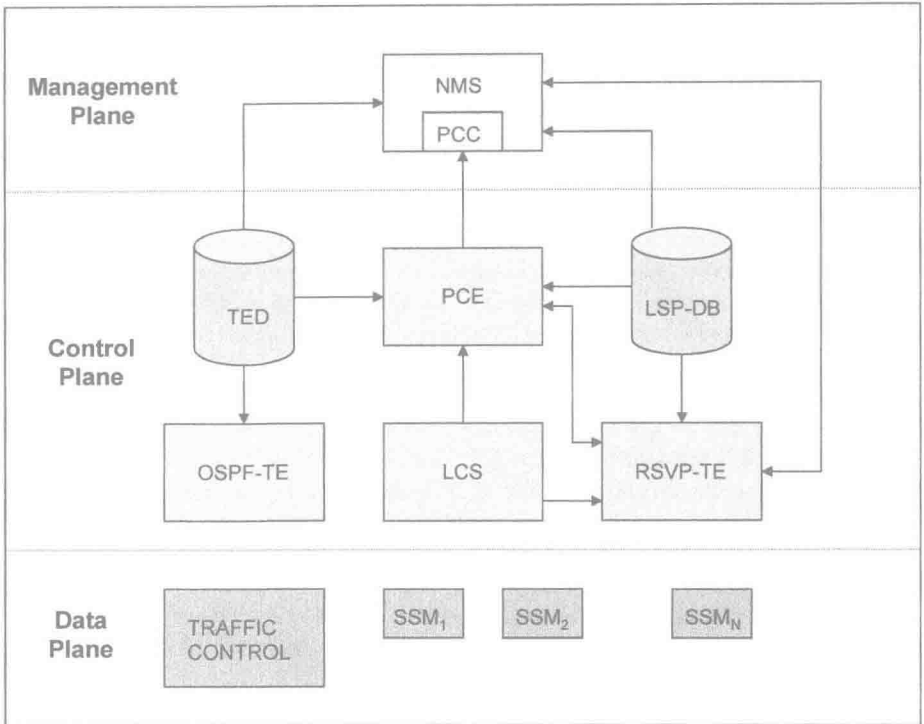 Management
Plane
NMS
PCC
Control
Plane
TED
PCE
LSP-DB
OSPF-TE
LCS
RSVP-TE
Data
Plane
TRAFFIC
CONTROL
SSM₁
SSM₂
SSM_N